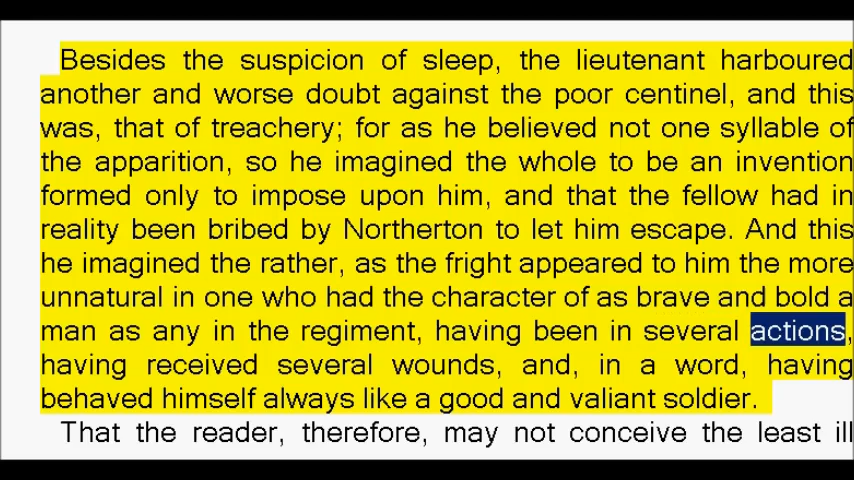 Besides the suspicion of sleep, the lieutenant harboured
another and worse doubt against the poor centinel, and this
was, that of treachery; for as he believed not one syllable of
the apparition, so he imagined the whole to be an invention
formed only to impose upon him, and that the fellow had in
reality been bribed by Northerton to let him escape. And this
he imagined the rather, as the fright appeared to him the more
unnatural in one who had the character of as brave and bold a
man as any in the regiment, having been in several actions,
having received several wounds, and, in a word, having
behaved himself always like a good and valiant soldier.
That the reader, therefore, may not conceive the least ill